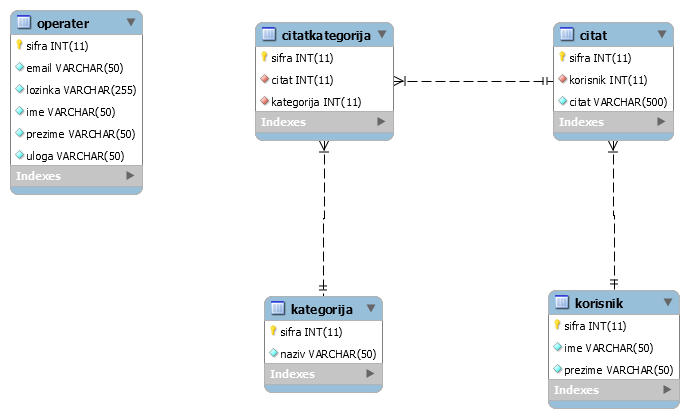 operater
sifra INT(11)
email VARCHAR(50)
lozinka VARCHAR(255)
ime VARCHAR(50)
prezime VARCHAR(50)
uloga VARCHAR(50)
Indexes
citatkategorija
sifra INT(11)
citat INT(11)
kategorija INT(11)
Indexes
citat
sifra INT(11)
korisnik INT(11)
citat VARCHAR(500)
Indexes
kategorija
sifra INT(11)
naziv VARCHAR(50)
Indexes
korisnik
sifra INT(11)
ime VARCHAR(50)
prezime VARCHAR(50)
Indexes